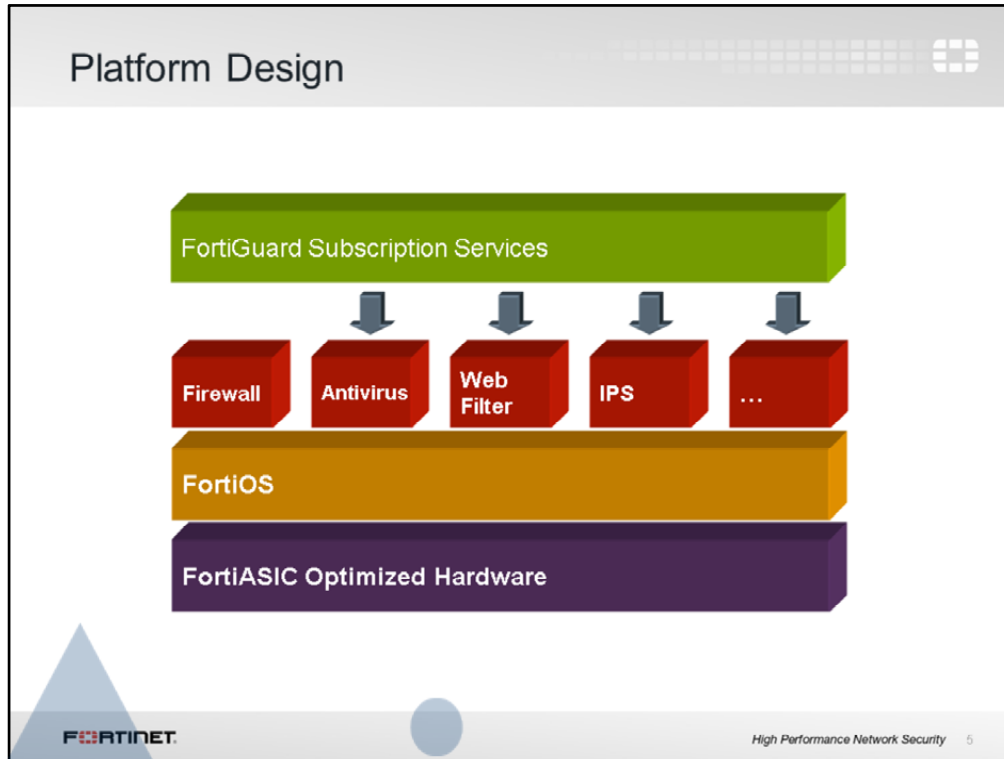 Platform Design
FortiGuard Subscription Services
Firewall
Antivirus
Web
Filter
IPS
...
FortiOS
FortiASIC Optimized Hardware
FORTINET
High Performance Network Security 5